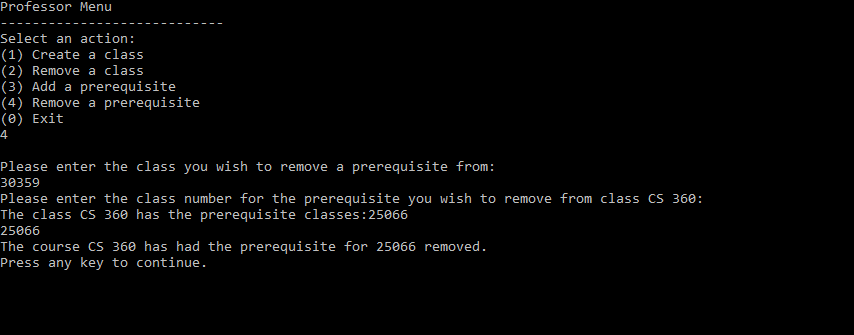 Professor Menu
----------------------------
Select an action:
(1) Create a class
(2) Remove a class
(3) Add a prerequisite
(4) Remove a prerequisite
(0) Exit
4
Please enter the class you wish to remove a prerequisite from:
30359
Please enter the class number for the prerequisite you wish to remove from class CS 360:
The class CS 360 has the prerequisite classes:25066
25066
The course CS 360 has had the prerequisite for 25066 removed.
Press any key to continue.